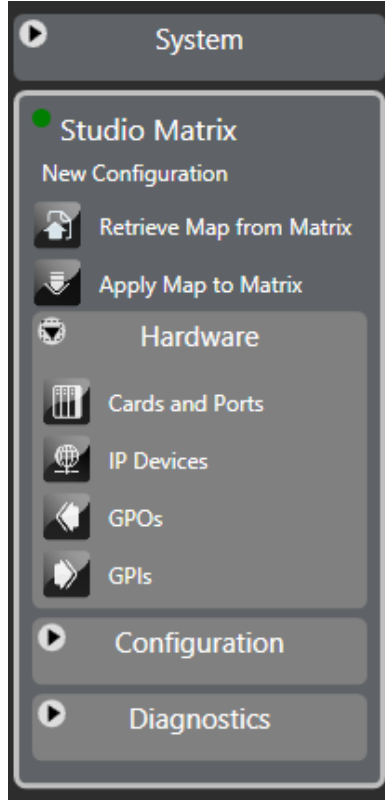 System
Studio Matrix
New Configuration
Retrieve Map from Matrix
Apply Map to Matrix
Hardware
Cards and Ports
IP Devices
GPOs
GPIs
Configuration
Diagnostics